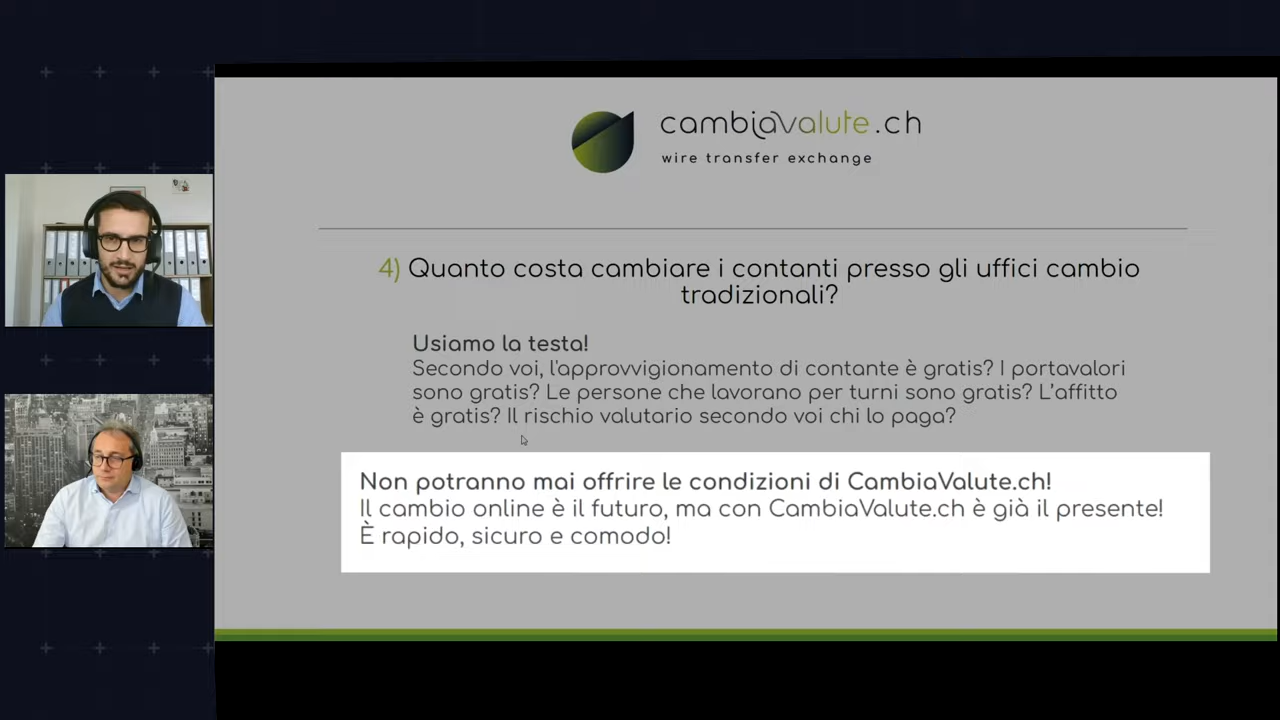 cambiavalute.ch
wire transfer exchange
4) Quanto costa cambiare i contanti presso gli uffici cambio
tradizionali?
Usiamo la testa!
Secondo voi, l'approvvigionamento di contante è gratis? I portavalori
sono gratis? Le persone che lavorano per turni sono gratis? L’affitto
è gratis? Il rischio valutario secondo voi chi lo paga?
Non potranno mai offrire le condizioni di CambiaValute.ch!
Il cambio online è il futuro, ma con CambiaValute.ch è già il presente!
È rapido, sicuro e comodo!